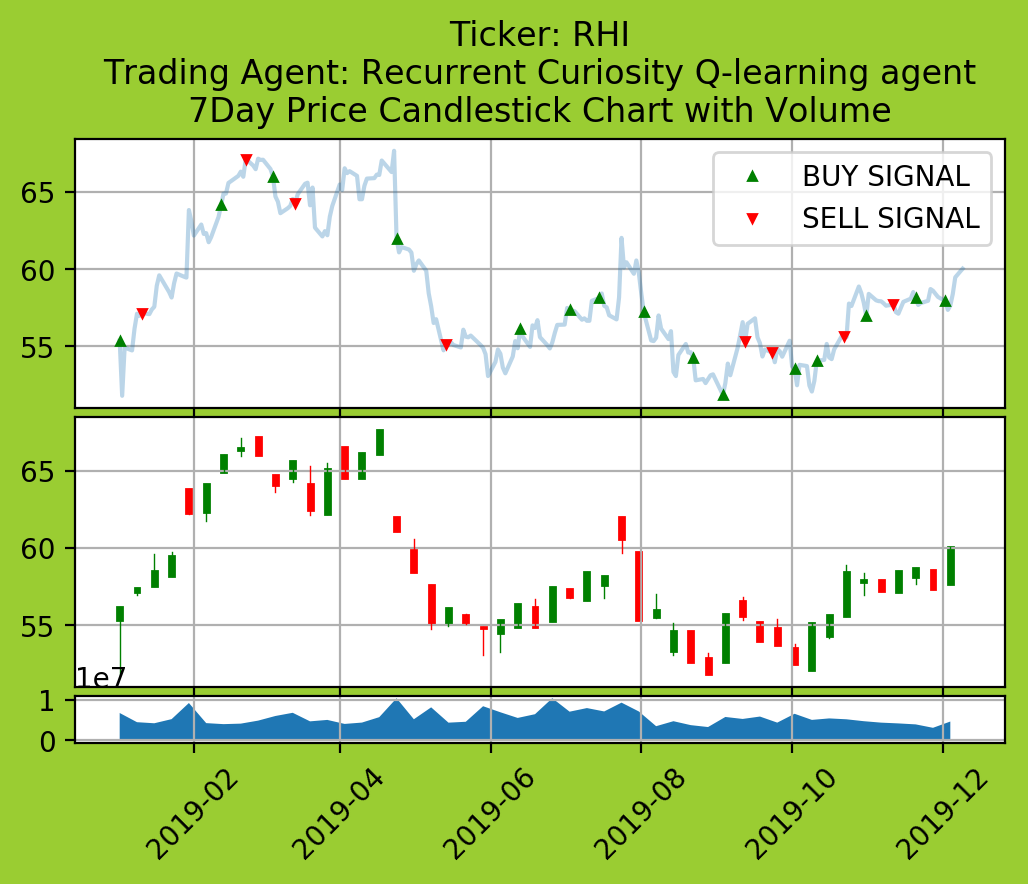 Ticker: RHI
Trading Agent: Recurrent Curiosity Q-learning agent
7Day Price Candlestick Chart with Volume
65
60
55
BUY SIGNAL
SELL SIGNAL
65
60
55
1e7
1
0
2019-02
2019-04
2019-06
2019-08
2019-10
2019-12